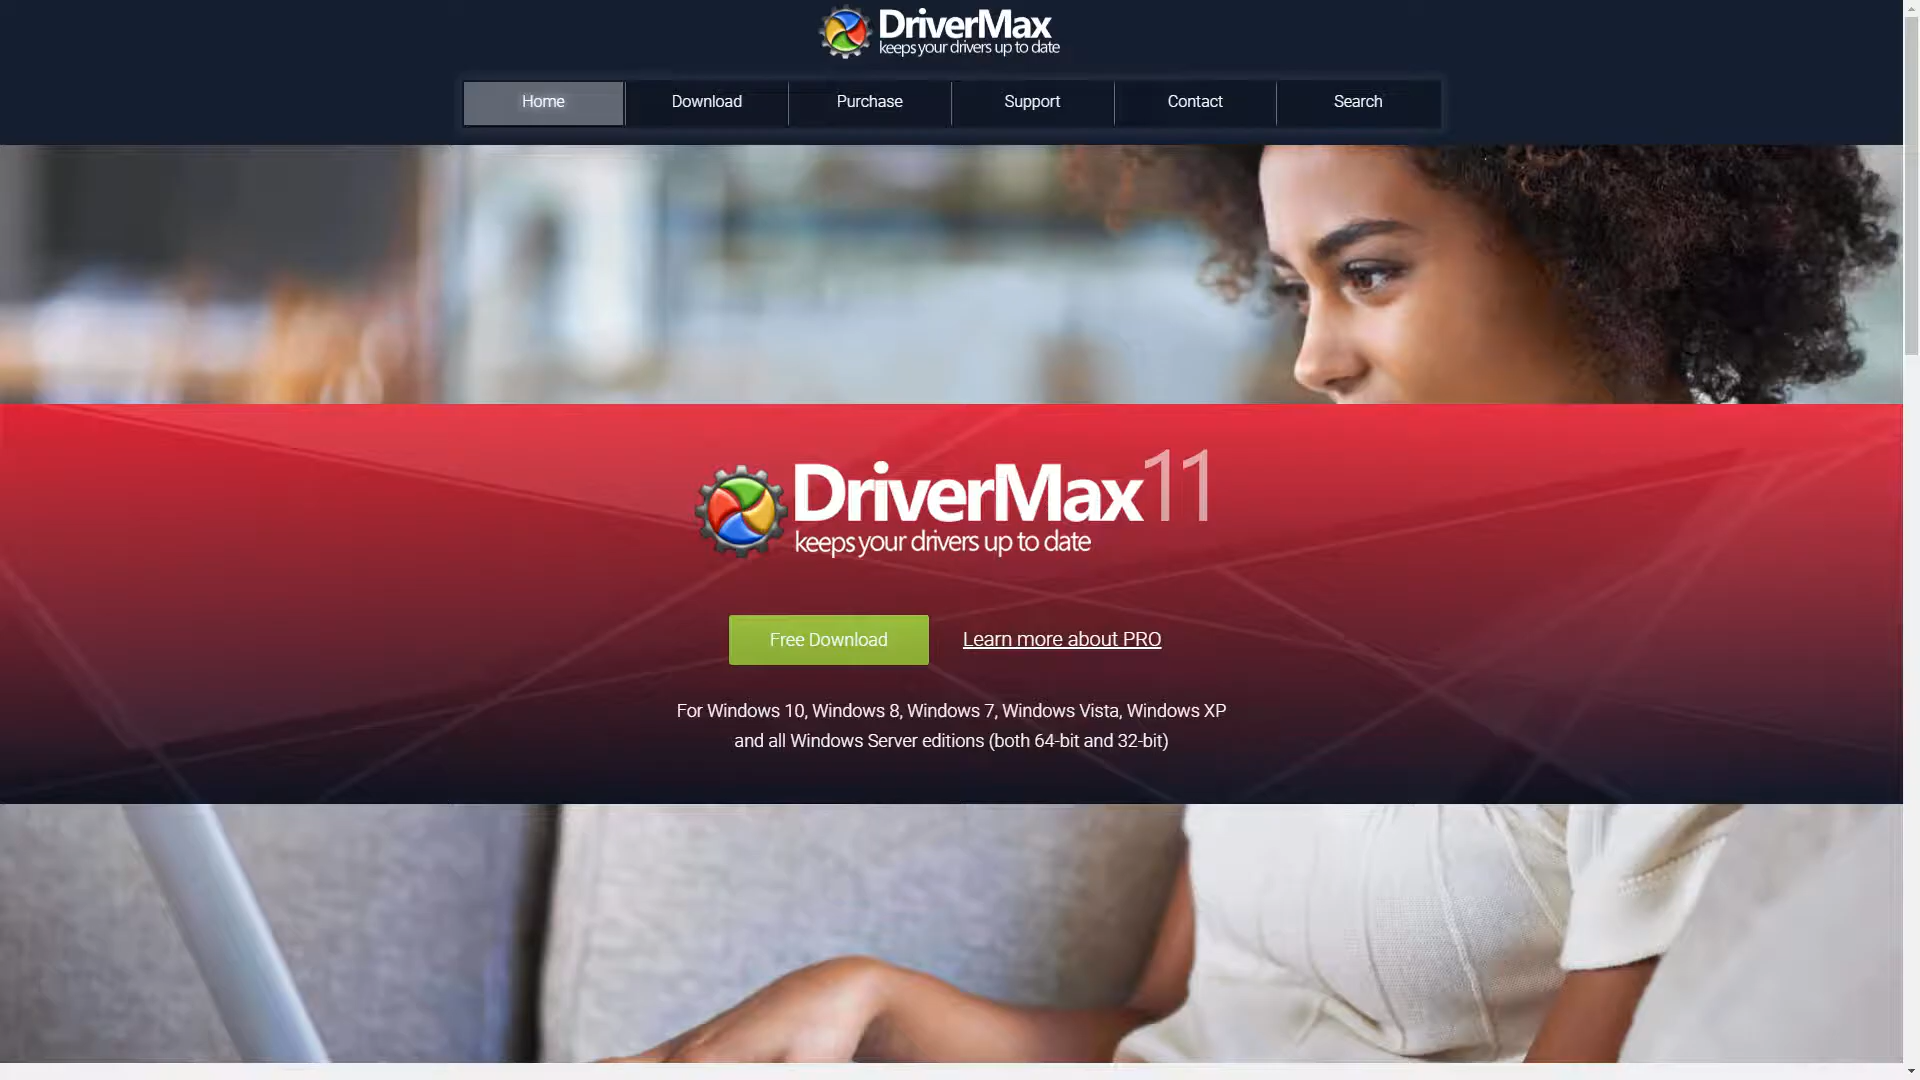 DriverMax
keeps your drivers up to date
Home
Download
Purchase
Support
Contact
Search
DriverMax 11
keeps your drivers up to date
Free Download
Learn more about PRO
For Windows 10, Windows 8, Windows 7, Windows Vista, Windows XP
and all Windows Server editions (both 64-bit and 32-bit)